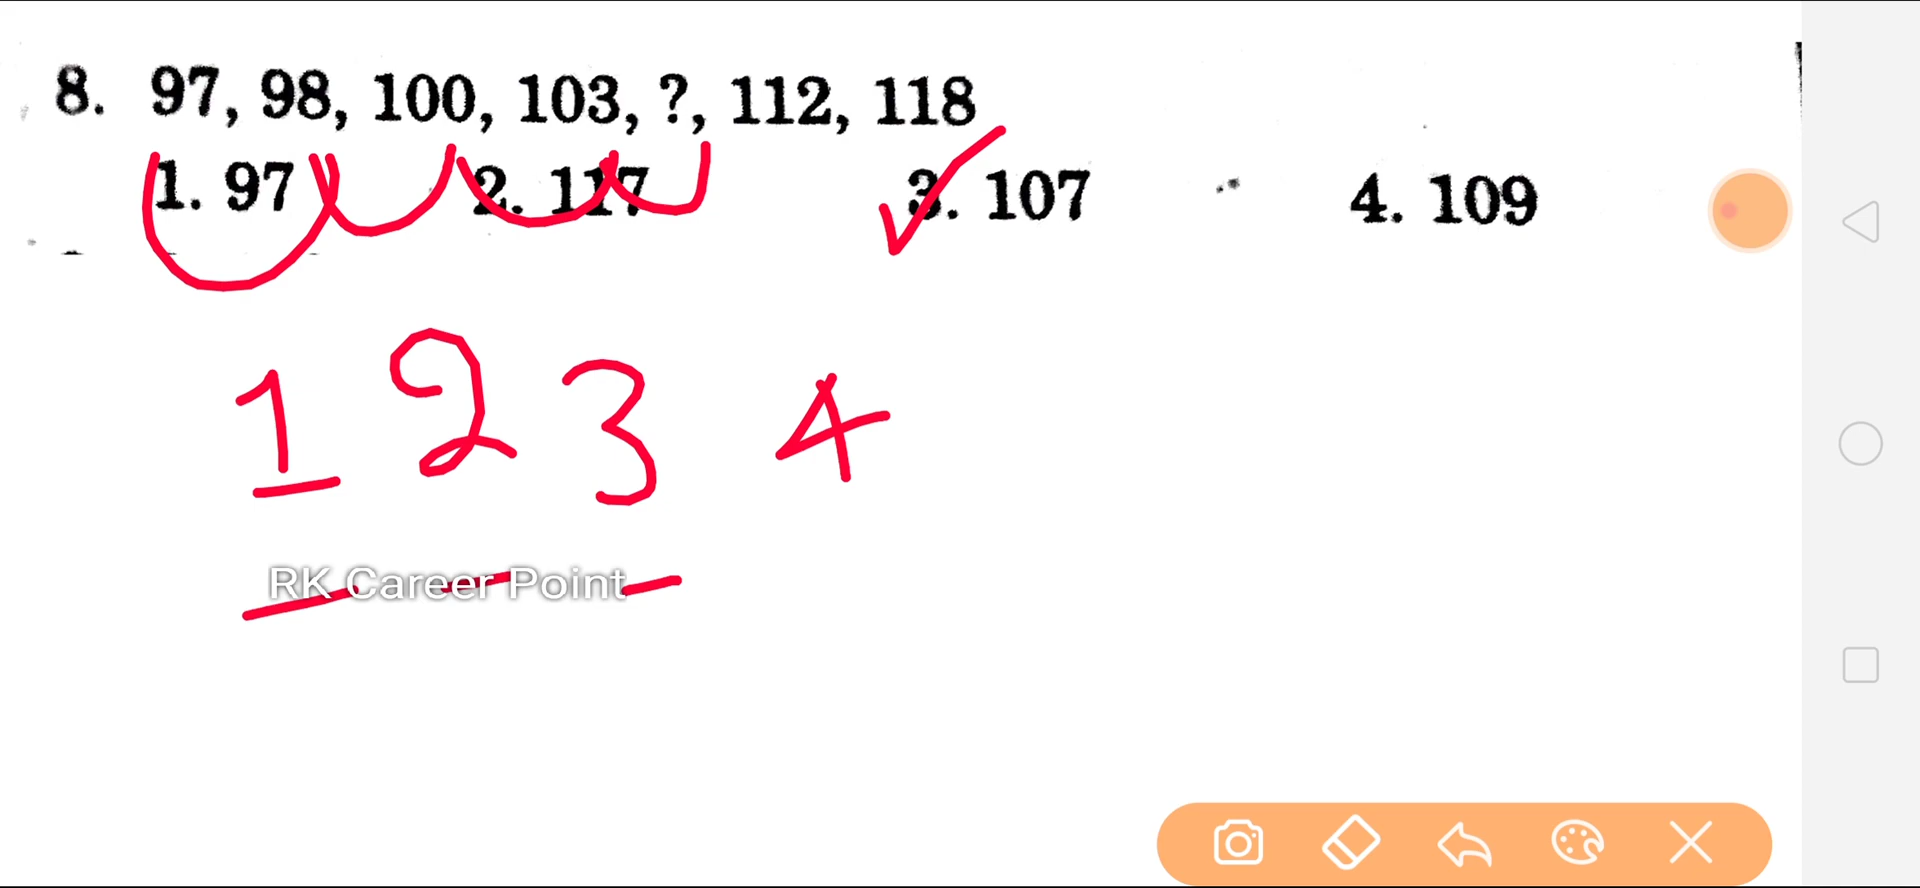 8. 97, 98, 100, 103, ?, 112, 118
1. 97 2. 117 3. 107 4. 109
1 2 3 4
RK Career Point